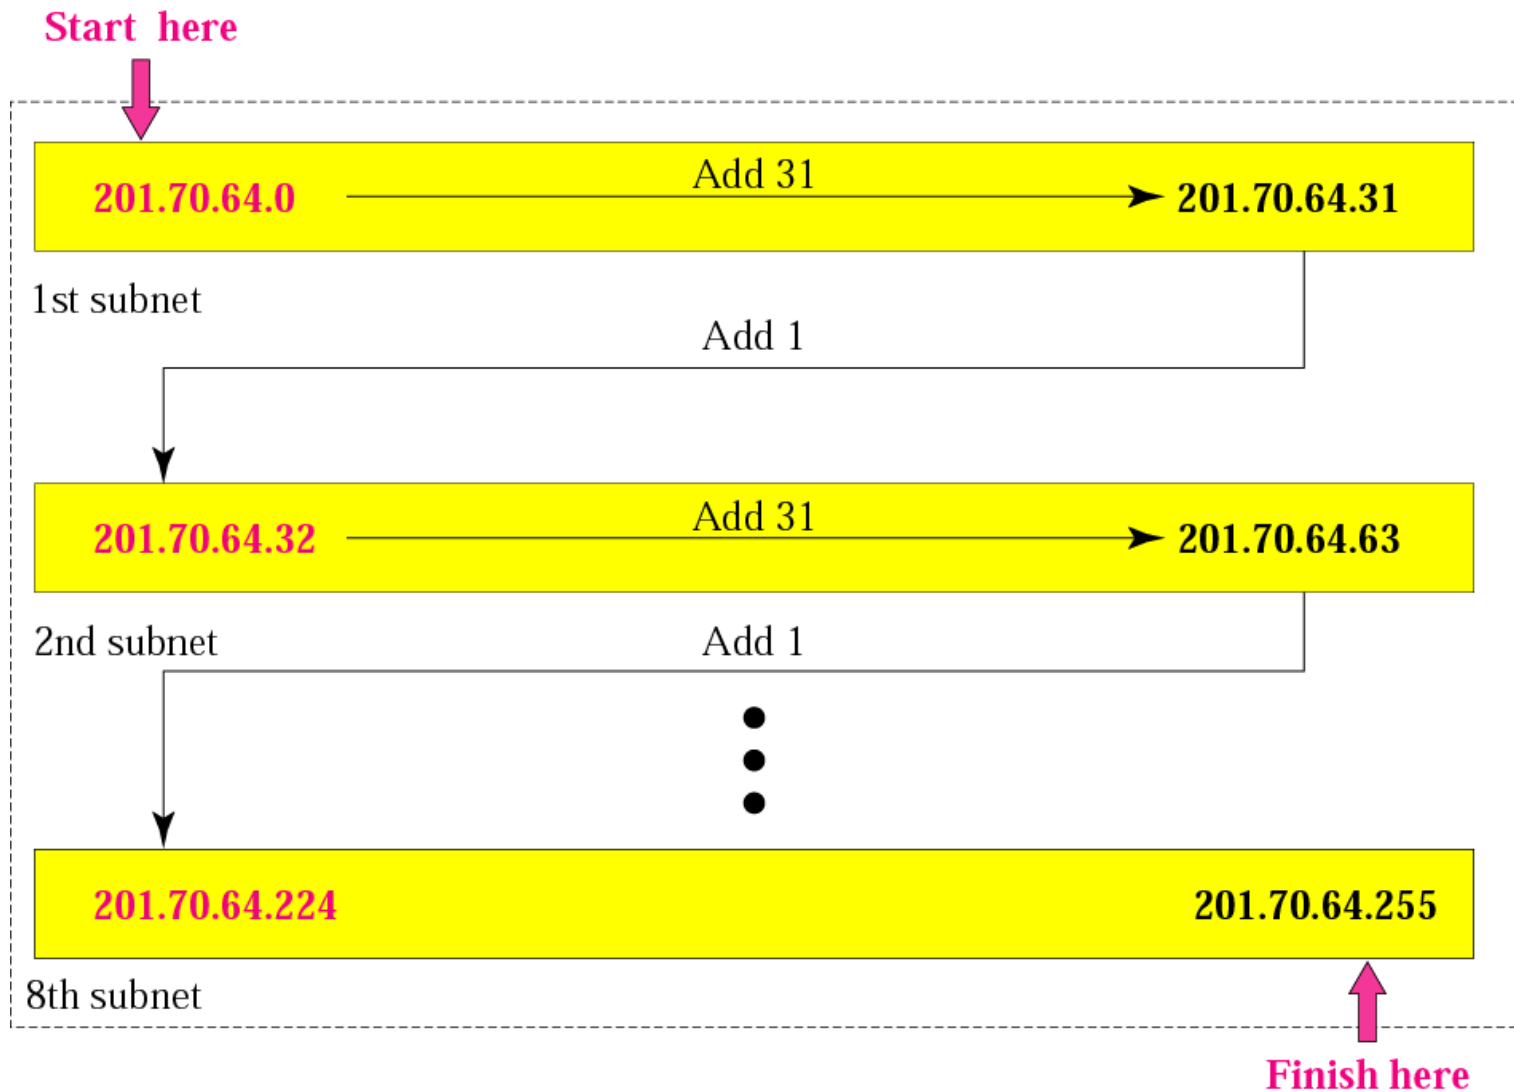 Start here
Add 31
201.70.64.0
201.70.64.31
1st subnet
Add 1
Add 31
201.70.64.32
201.70.64.63
2nd subnet
Add 1
201.70.64.224
201.70.64.255
8th subnet
Finish here